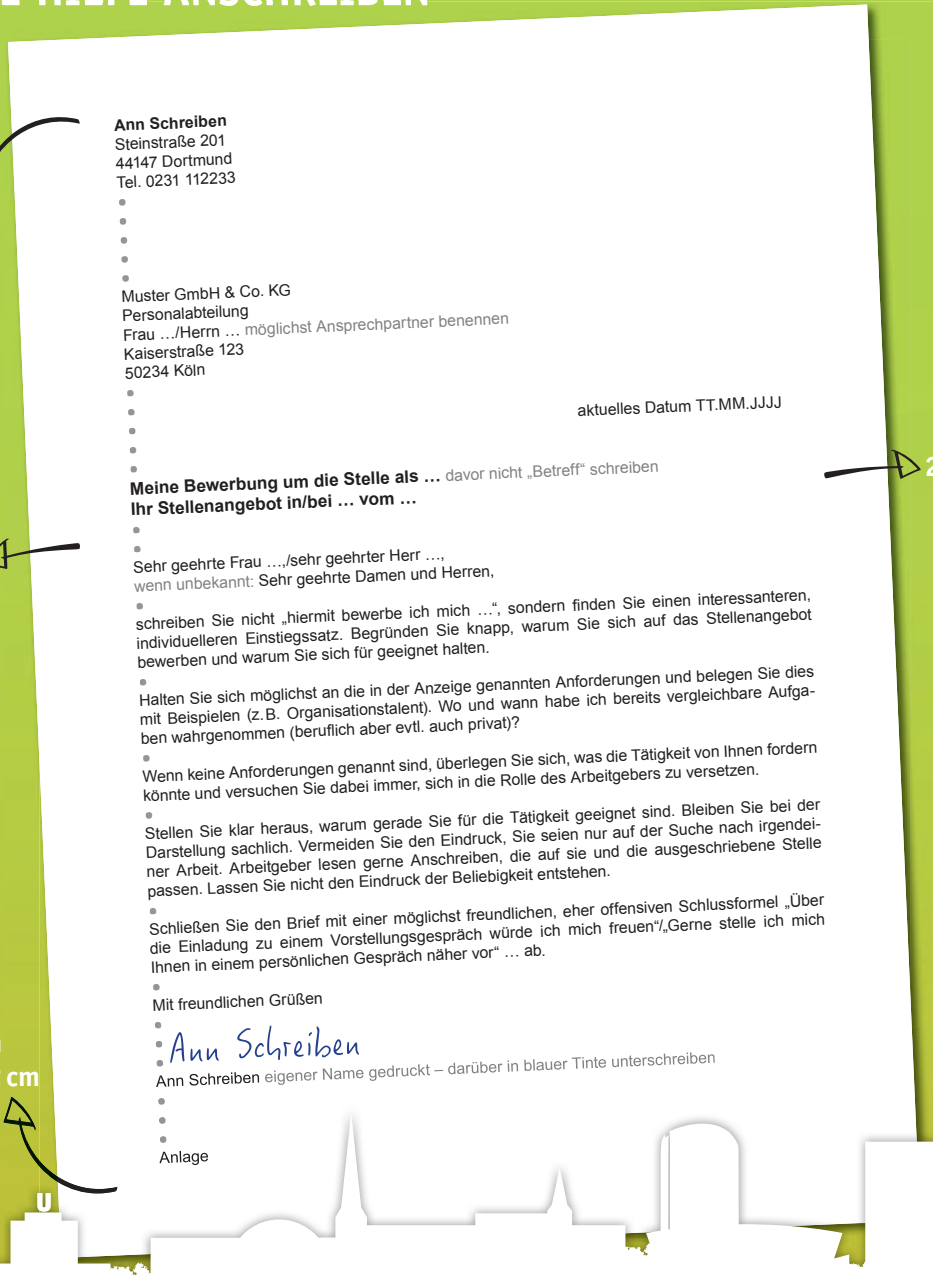 HILFE ANSCHREIBEN
Ann Schreiben
Steinstraße 201
44147 Dortmund
Tel. 0231 112233
Muster GmbH & Co. KG
Personalabteilung
Frau …/Herrn … möglichst Ansprechpartner benennen
Kaiserstraße 123
50234 Köln
aktuelles Datum TT.MM.JJJJ
Meine Bewerbung um die Stelle als … davor nicht „Betreff“ schreiben
Ihr Stellenangebot in/bei … vom …
2
Sehr geehrte Frau …,/sehr geehrter Herr …,
wenn unbekannt: Sehr geehrte Damen und Herren,
schreiben Sie nicht „hiermit bewerbe ich mich …“, sondern finden Sie einen interessanteren,
individuelleren Einstiegssatz. Begründen Sie knapp, warum Sie sich auf das Stellenangebot
bewerben und warum Sie sich für geeignet halten.
Halten Sie sich möglichst an die in der Anzeige genannten Anforderungen und belegen Sie dies
mit Beispielen (z.B. Organisationstalent). Wo und wann habe ich bereits vergleichbare Aufga-
ben wahrgenommen (beruflich aber evtl. auch privat)?
Wenn keine Anforderungen genannt sind, überlegen Sie sich, was die Tätigkeit von Ihnen fordern
könnte und versuchen Sie dabei immer, sich in die Rolle des Arbeitgebers zu versetzen.
Stellen Sie klar heraus, warum gerade Sie für die Tätigkeit geeignet sind. Bleiben Sie bei der
Darstellung sachlich. Vermeiden Sie den Eindruck, Sie seien nur auf der Suche nach irgendei-
ner Arbeit. Arbeitgeber lesen gerne Anschreiben, die auf sie und die ausgeschriebene Stelle
passen. Lassen Sie nicht den Eindruck der Beliebigkeit entstehen.
Schließen Sie den Brief mit einer möglichst freundlichen, eher offensiven Schlussformel „Über
die Einladung zu einem Vorstellungsgespräch würde ich mich freuen“/„Gerne stelle ich mich
Ihnen in einem persönlichen Gespräch näher vor“ … ab.
Mit freundlichen Grüßen
Ann Schreiben
Ann Schreiben eigener Name gedruckt – darüber in blauer Tinte unterschreiben
cm
Anlage
U